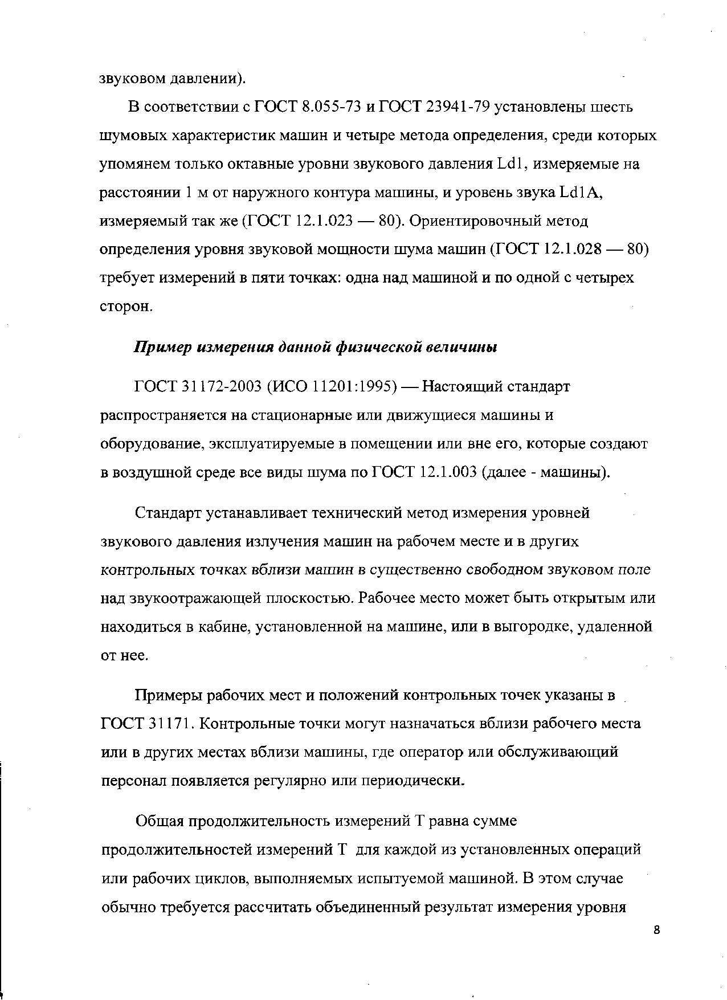 звуковом давлении).
В соответствии с ГОСТ 8.055-73 и ГОСТ 23941-79 установлены шесть
шумовых характеристик машин и четыре метода определения, среди которых
упомянем только октавные уровни звукового давления Ld1, измеряемые на
расстоянии 1 м от наружного контура машины, и уровень звука Ld1A,
измеряемый так же (ГОСТ 12.1.023 — 80). Ориентировочный метод
определения уровня звуковой мощности шума машин (ГОСТ 12.1.028 — 80)
требует измерений в пяти точках: одна над машиной и по одной с четырех
сторон.
Пример измерения данной физической величины
ГОСТ 31172-2003 (ИСО 11201:1995) — Настоящий стандарт
распространяется на стационарные или движущиеся машины и
оборудование, эксплуатируемые в помещении или вне его, которые создают
в воздушной среде все виды шума по ГОСТ 12.1.003 (далее - машины).
Стандарт устанавливает технический метод измерения уровней
звукового давления излучения машин на рабочем месте и в других
контрольных точках вблизи машин в существенно свободном звуковом поле
над звукоотражающей плоскостью. Рабочее место может быть открытым или
находиться в кабине, установленной на машине, или в выгородке, удаленной
от нее.
Примеры рабочих мест и положений контрольных точек указаны в
ГОСТ 31171. Контрольные точки могут назначаться вблизи рабочего места
или в других местах вблизи машины, где оператор или обслуживающий
персонал появляется регулярно или периодически.
Общая продолжительность измерений Т равна сумме
продолжительностей измерений Т для каждой из установленных операций
или рабочих циклов, выполняемых испытуемой машиной. В этом случае
обычно требуется рассчитать объединенный результат измерения уровня
8